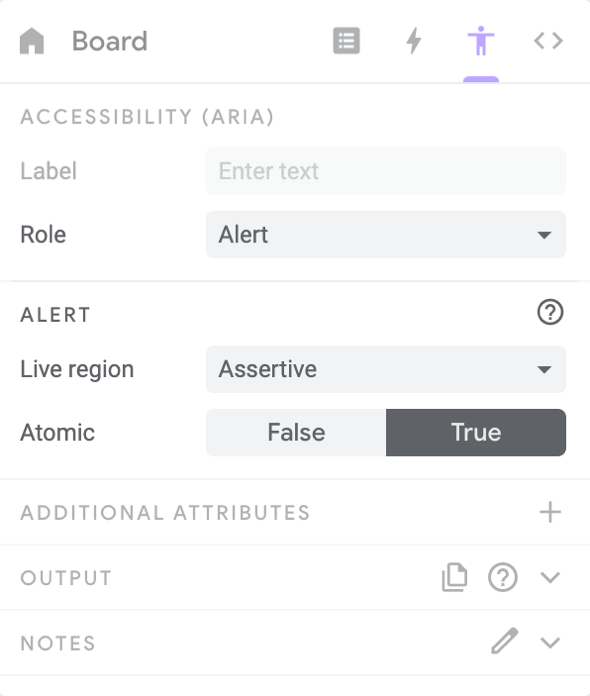 Board
ACCESSIBILITY (ARIA)
Label Enter text
Role Alert
ALERT
Live region Assertive
Atomic False True
ADDITIONAL ATTRIBUTES
OUTPUT
NOTES